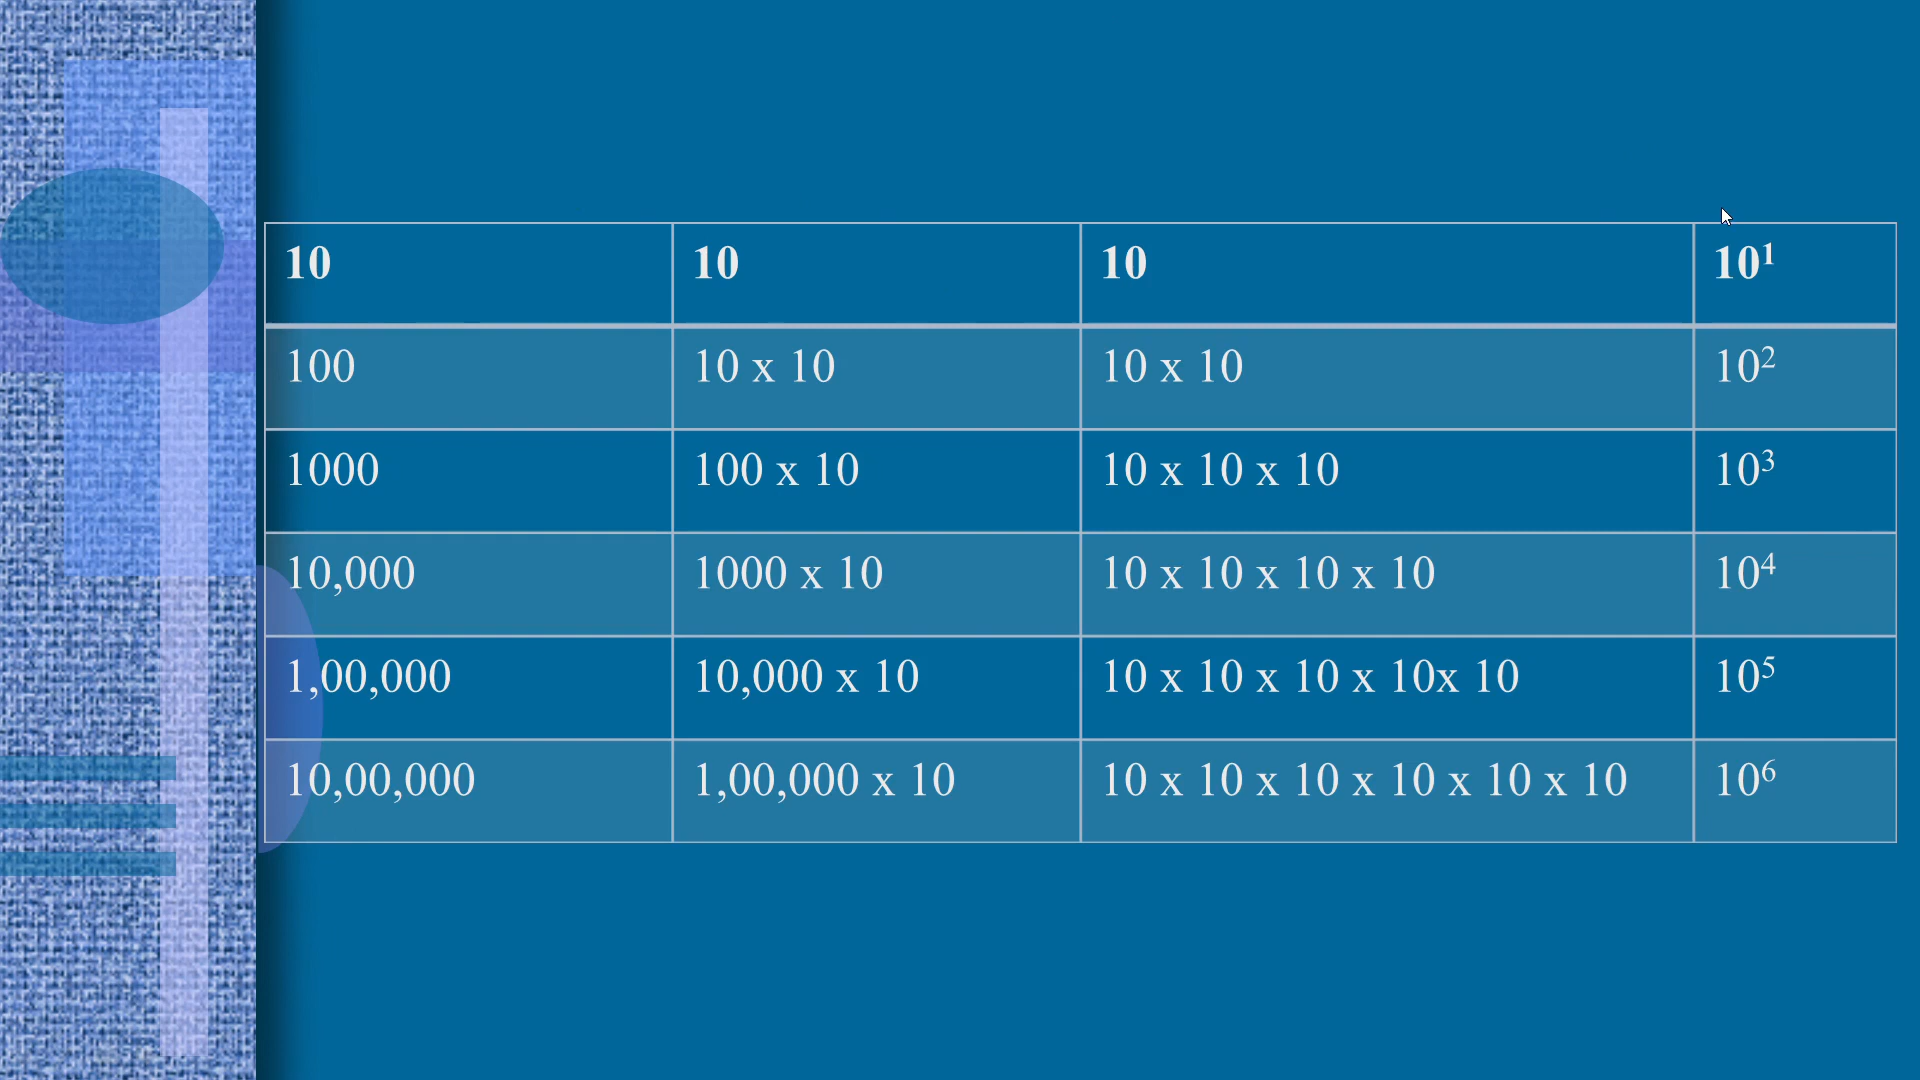 10 10 10 10¹
100 10 x 10 10 x 10 10²
1000 100 x 10 10 x 10 x 10 10³
10,000 1000 x 10 10 x 10 x 10 x 10 10⁴
1,00,000 10,000 x 10 10 x 10 x 10 x 10x 10 10⁵
10,00,000 1,00,000 x 10 10 x 10 x 10 x 10 x 10 x 10 10⁶